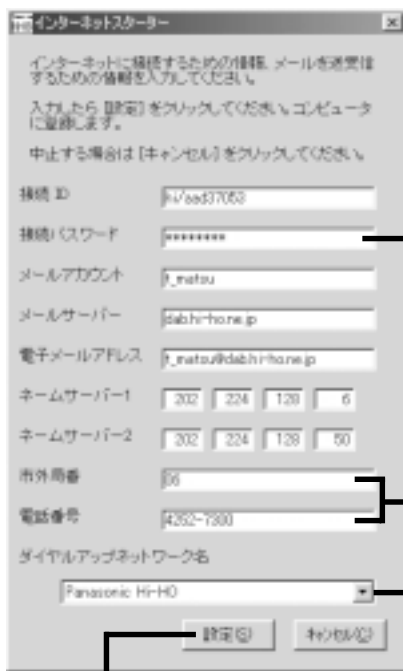 インターネットスターター
インターネットに接続するための情報、メールを送受信
するための情報を入力してください。
入力したら [設定] をクリックしてください。コンピュータ
に登録します。
中止する場合は [キャンセル] をクリックしてください。
接続 ID hi/aad37053
接続パスワード ********
メールアカウント t_matsu
メールサーバー dab.hi-ho.ne.jp
電子メールアドレス t_matsu@dab.hi-ho.ne.jp
ネームサーバー1 202 224 128 6
ネームサーバー2 202 224 128 50
市外局番 06
電話番号 4262-7300
ダイヤルアップネットワーク名
Panasonic Hi-HO
設定(S) キャンセル(C)